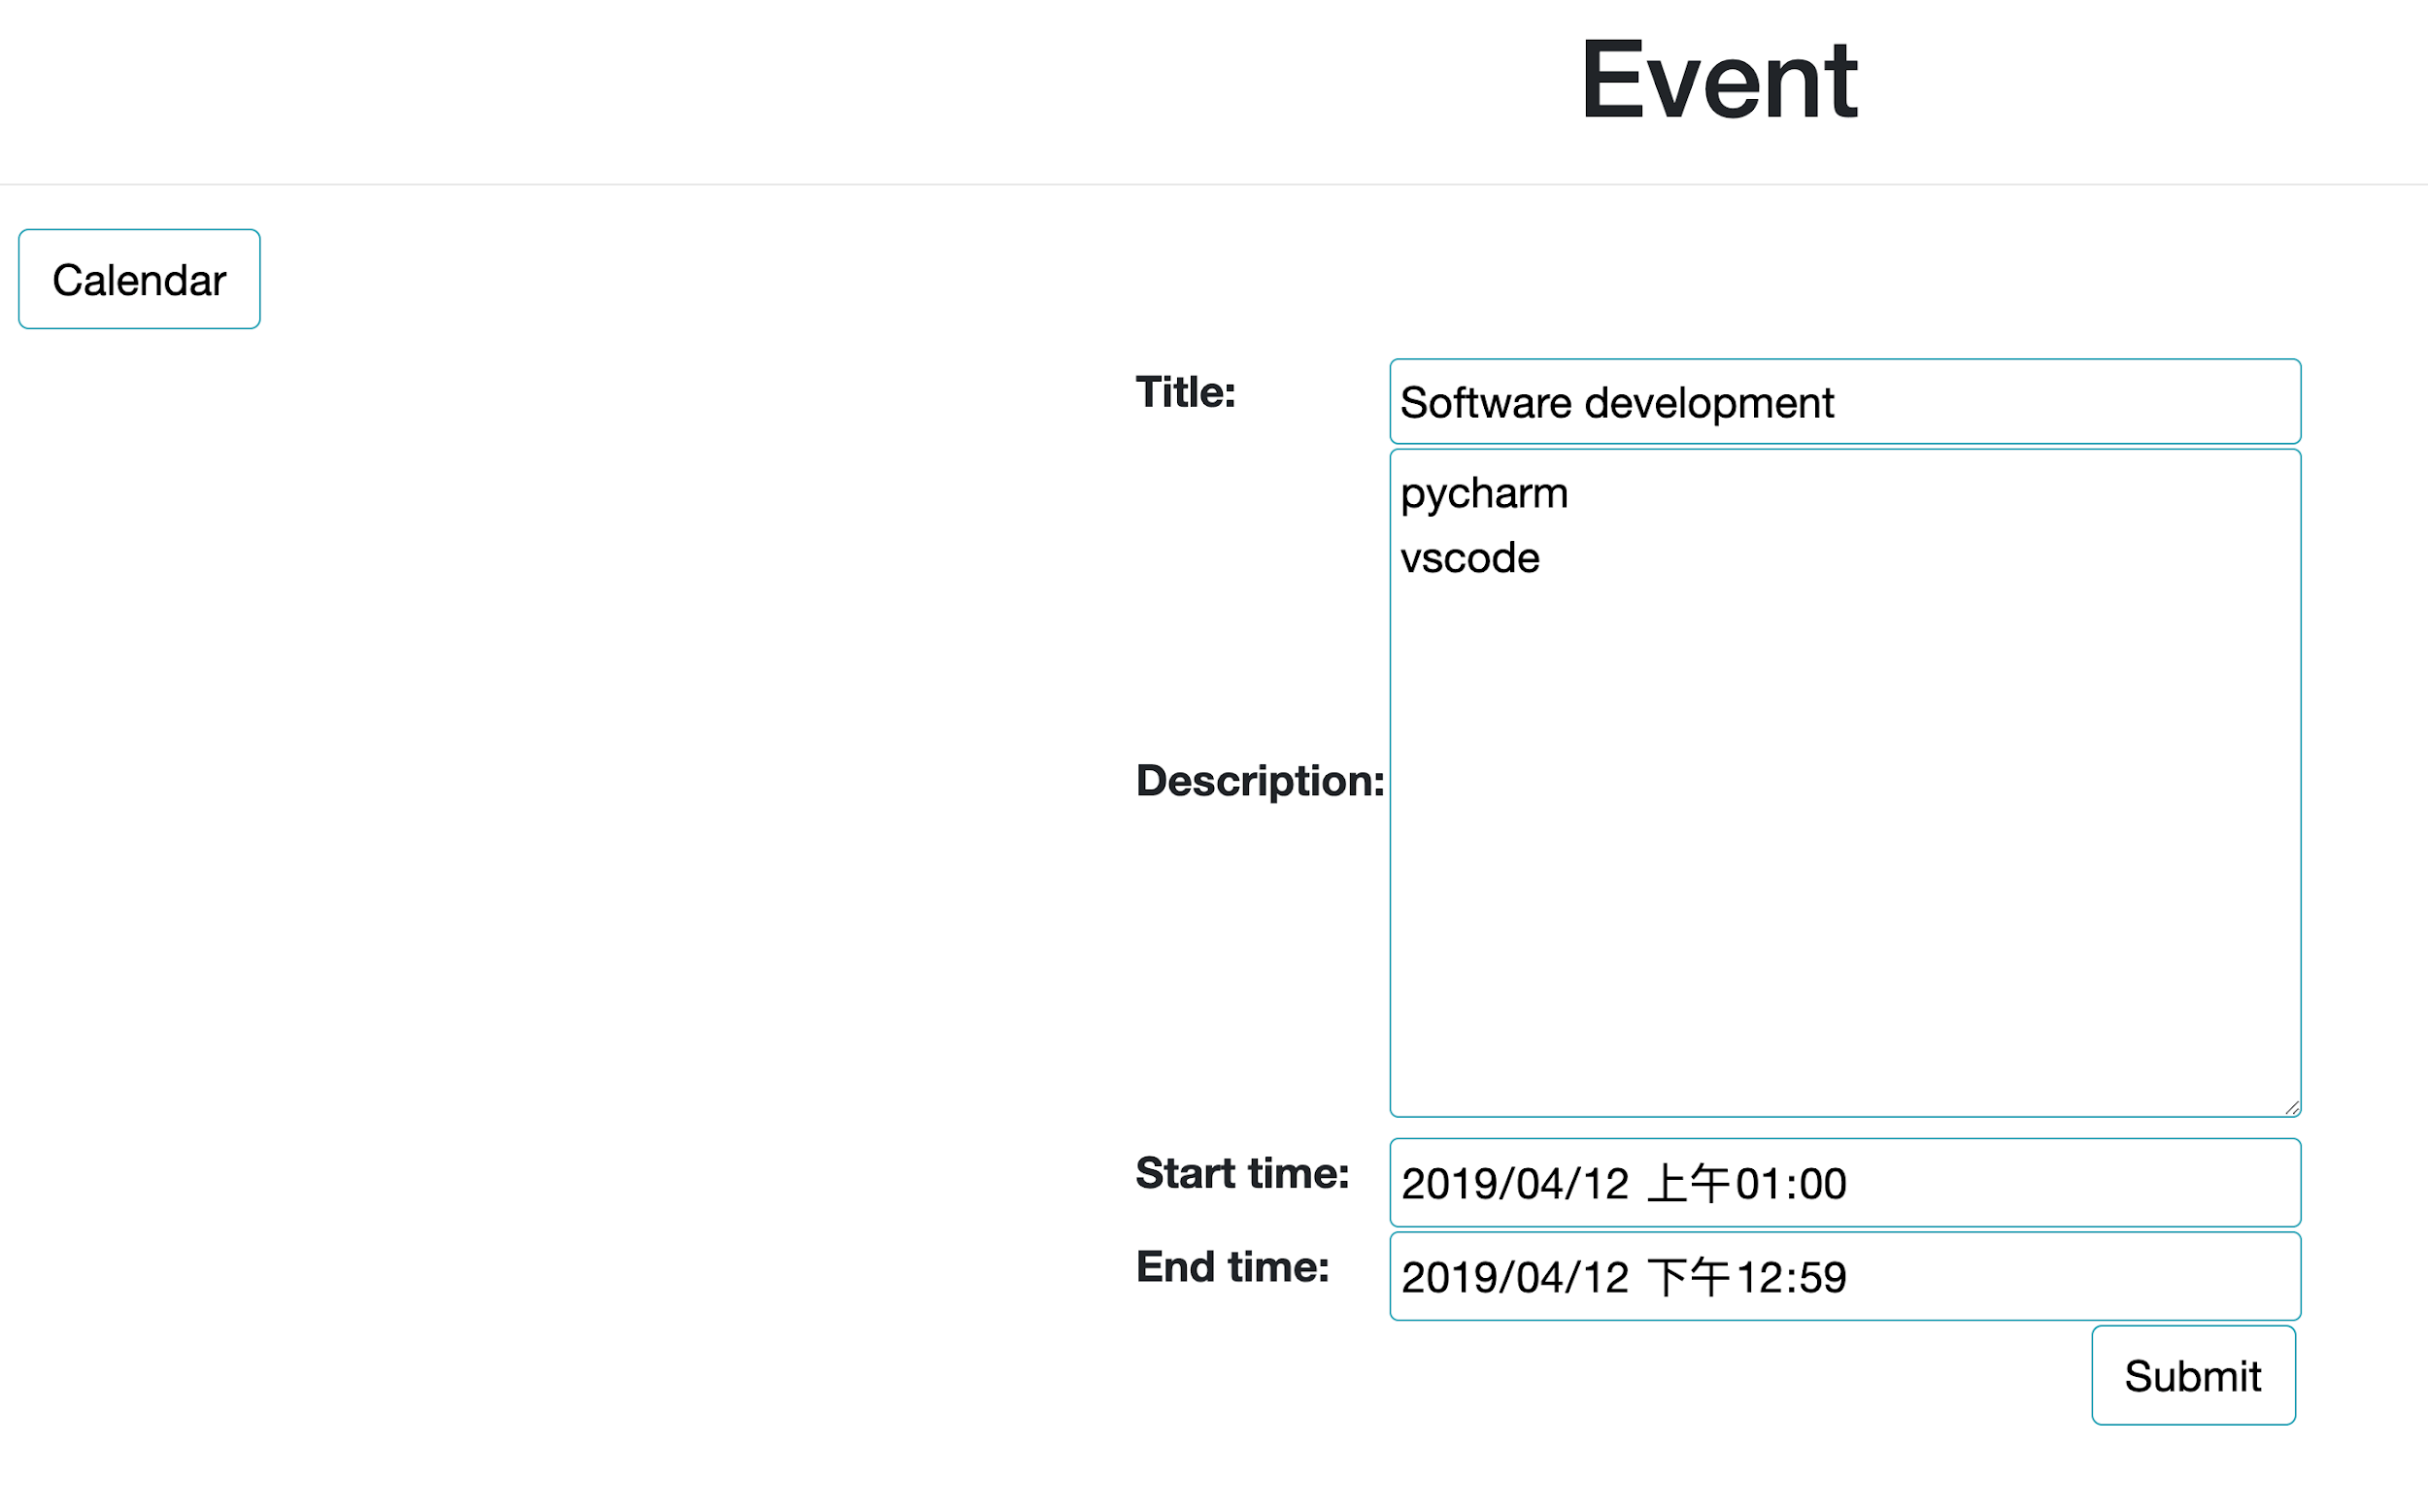 Event
Calendar
Title:
Software development
Description:
pycharm
vscode
Start time:
2019/04/12 上午01:00
End time:
2019/04/12 下午12:59
Submit